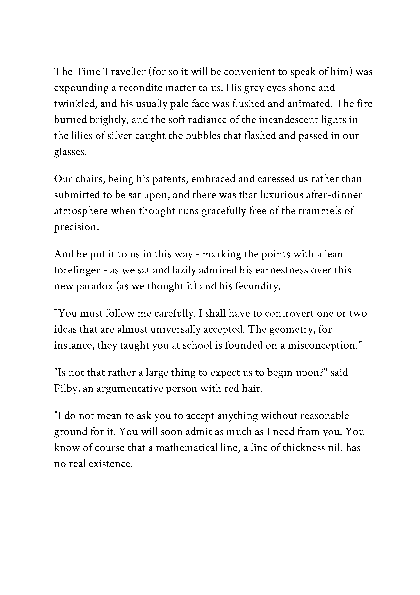 The Time Traveller (for so it will be convenient to speak of him) was
expounding a recondite matter to us. His grey eyes shone and
twinkled, and his usually pale face was flushed and animated. The fire
burned brightly, and the soft radiance of the incandescent lights in
the lilies of silver caught the bubbles that flashed and passed in our
glasses.
Our chairs, being his patents, embraced and caressed us rather than
submitted to be sat upon, and there was that luxurious after-dinner
atmosphere when thought runs gracefully free of the trammels of
precision.
And he put it to us in this way - marking the points with a lean
forefinger - as we sat and lazily admired his earnestness over this
new paradox (as we thought it) and his fecundity.
"You must follow me carefully. I shall have to controvert one or two
ideas that are almost universally accepted. The geometry, for
instance, they taught you at school is founded on a misconception."
"Is not that rather a large thing to expect us to begin upon?" said
Filby, an argumentative person with red hair.
"I do not mean to ask you to accept anything without reasonable
ground for it. You will soon admit as much as I need from you. You
know of course that a mathematical line, a line of thickness nil, has
no real existence.